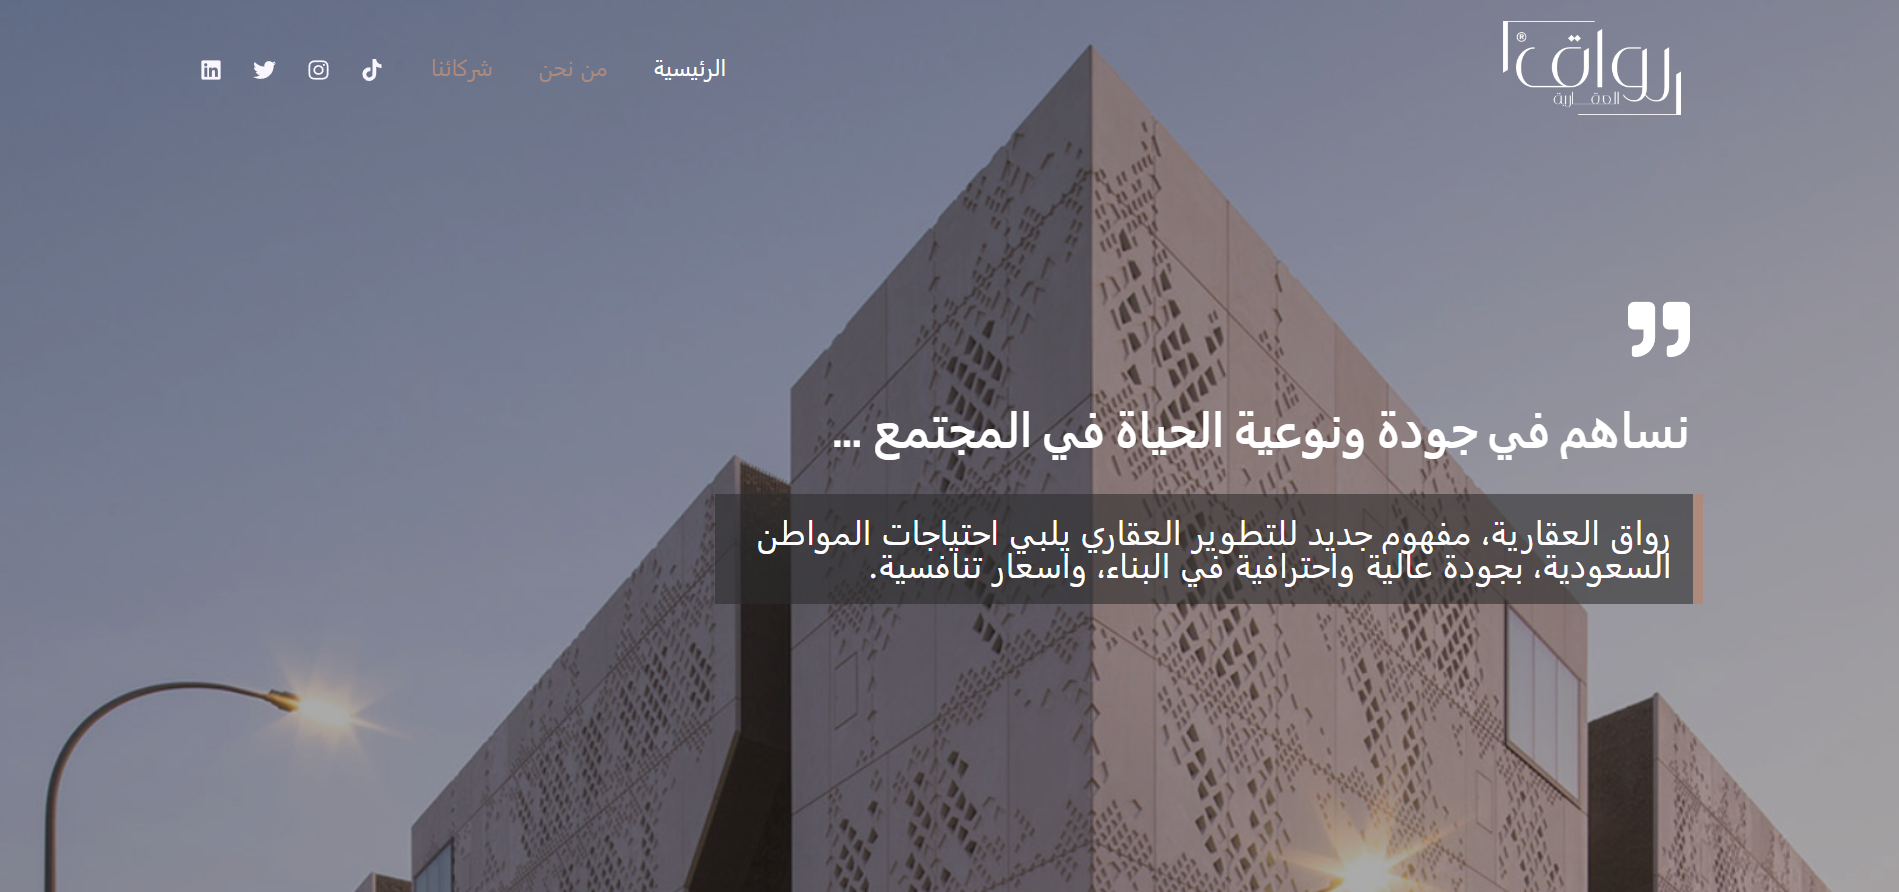 رواق
®
العقارية
الرئيسية
من نحن
شركائنا
نساهم في جودة ونوعية الحياة في المجتمع ...
رواق العقارية، مفهوم جديد للتطوير العقاري يلبي احتياجات المواطن
السعودية، بجودة عالية واحترافية في البناء، واسعار تنافسية.